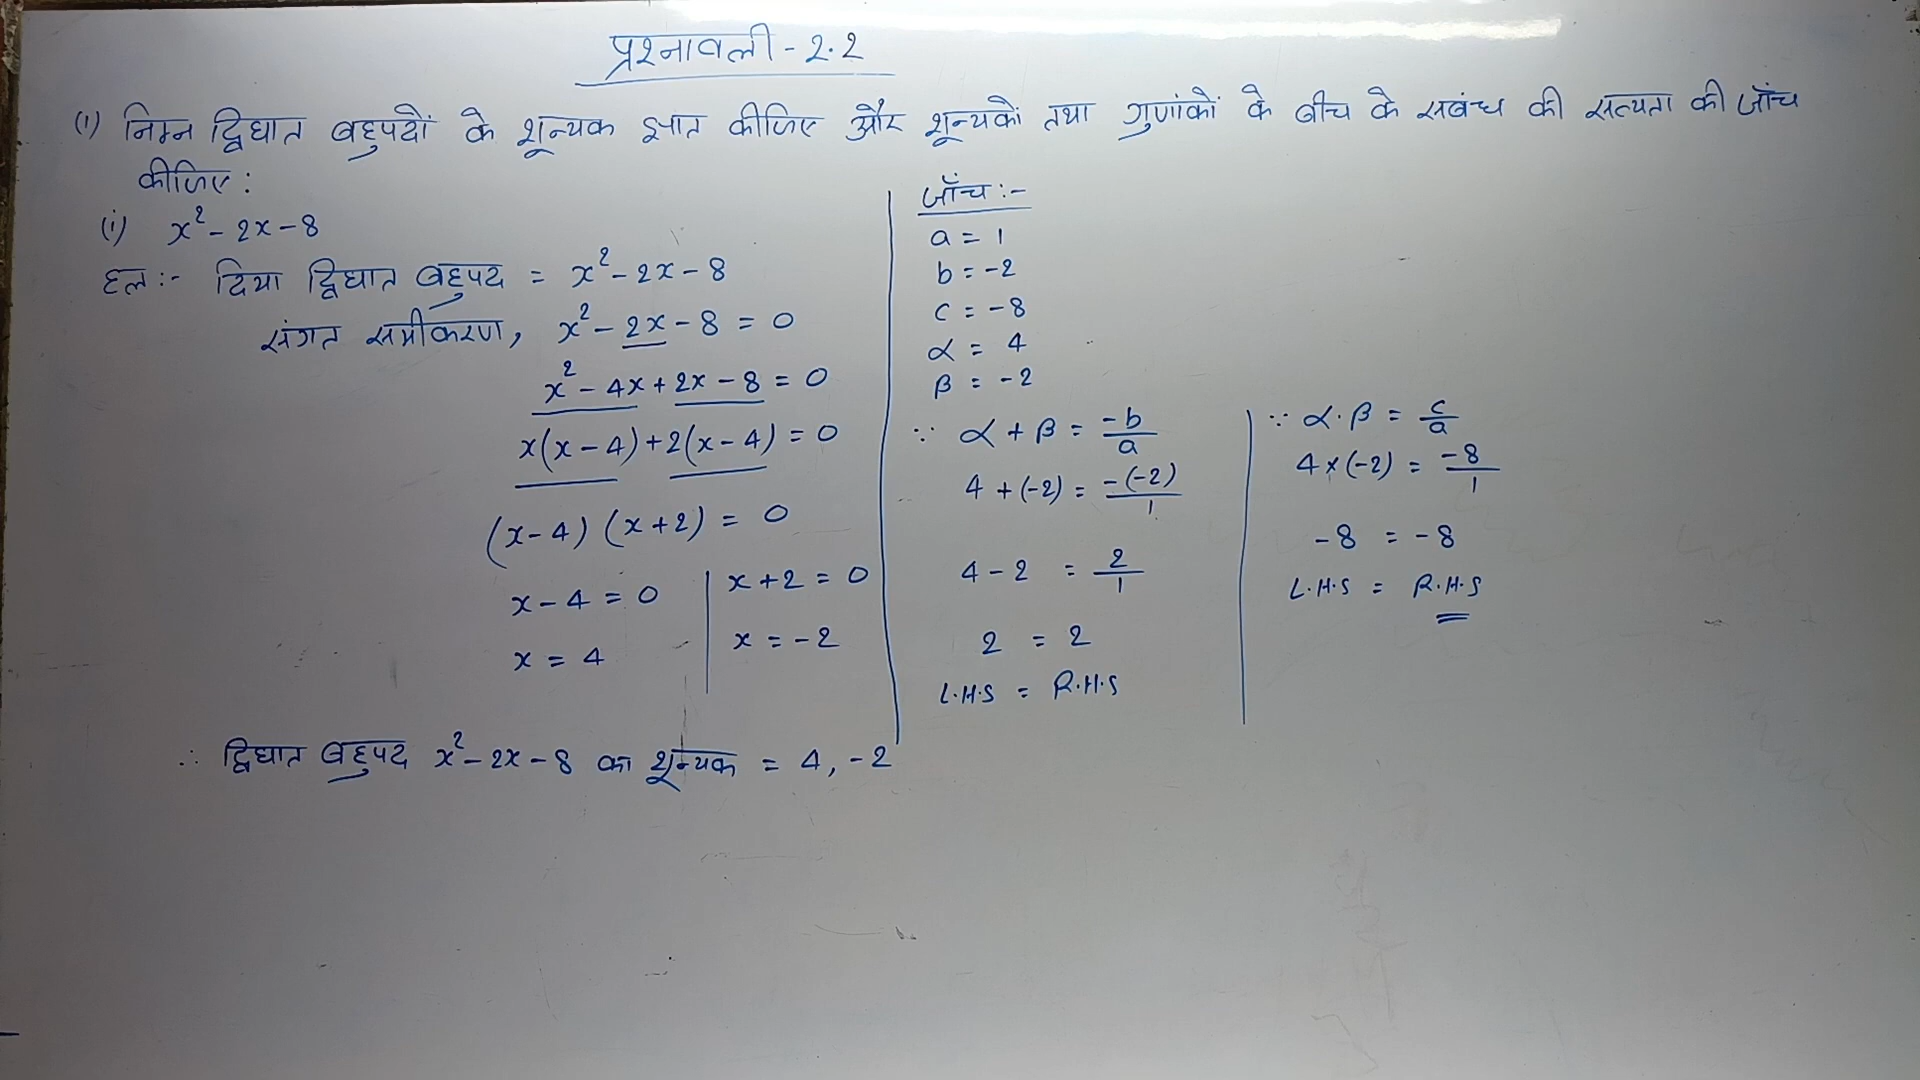 प्रश्नावली - 2.2
(1) निम्न द्विघात बहुपदों के शून्यक ज्ञात कीजिए और शून्यकों तथा गुणांकों के बीच के सबंध की सत्यता की जाँच
कीजिए :
(i) x² - 2x - 8
हल :- दिया द्विघात बहुपद = x² - 2x - 8
संगत समीकरण, x² - 2x - 8 = 0
x² - 4x + 2x - 8 = 0
x(x - 4) + 2(x - 4) = 0
(x - 4) (x + 2) = 0
x - 4 = 0
x = 4
x + 2 = 0
x = -2
∴ द्विघात बहुपद x² - 2x - 8 का शून्यक = 4, -2
जाँच :-
a = 1
b = -2
c = -8
α = 4
β = -2
∵ α + β = -b/a
4 + (-2) = -(-2)/1
4 - 2 = 2/1
2 = 2
L.H.S = R.H.S
∵ α · β = c/a
4 × (-2) = -8/1
-8 = -8
L.H.S = R.H.S